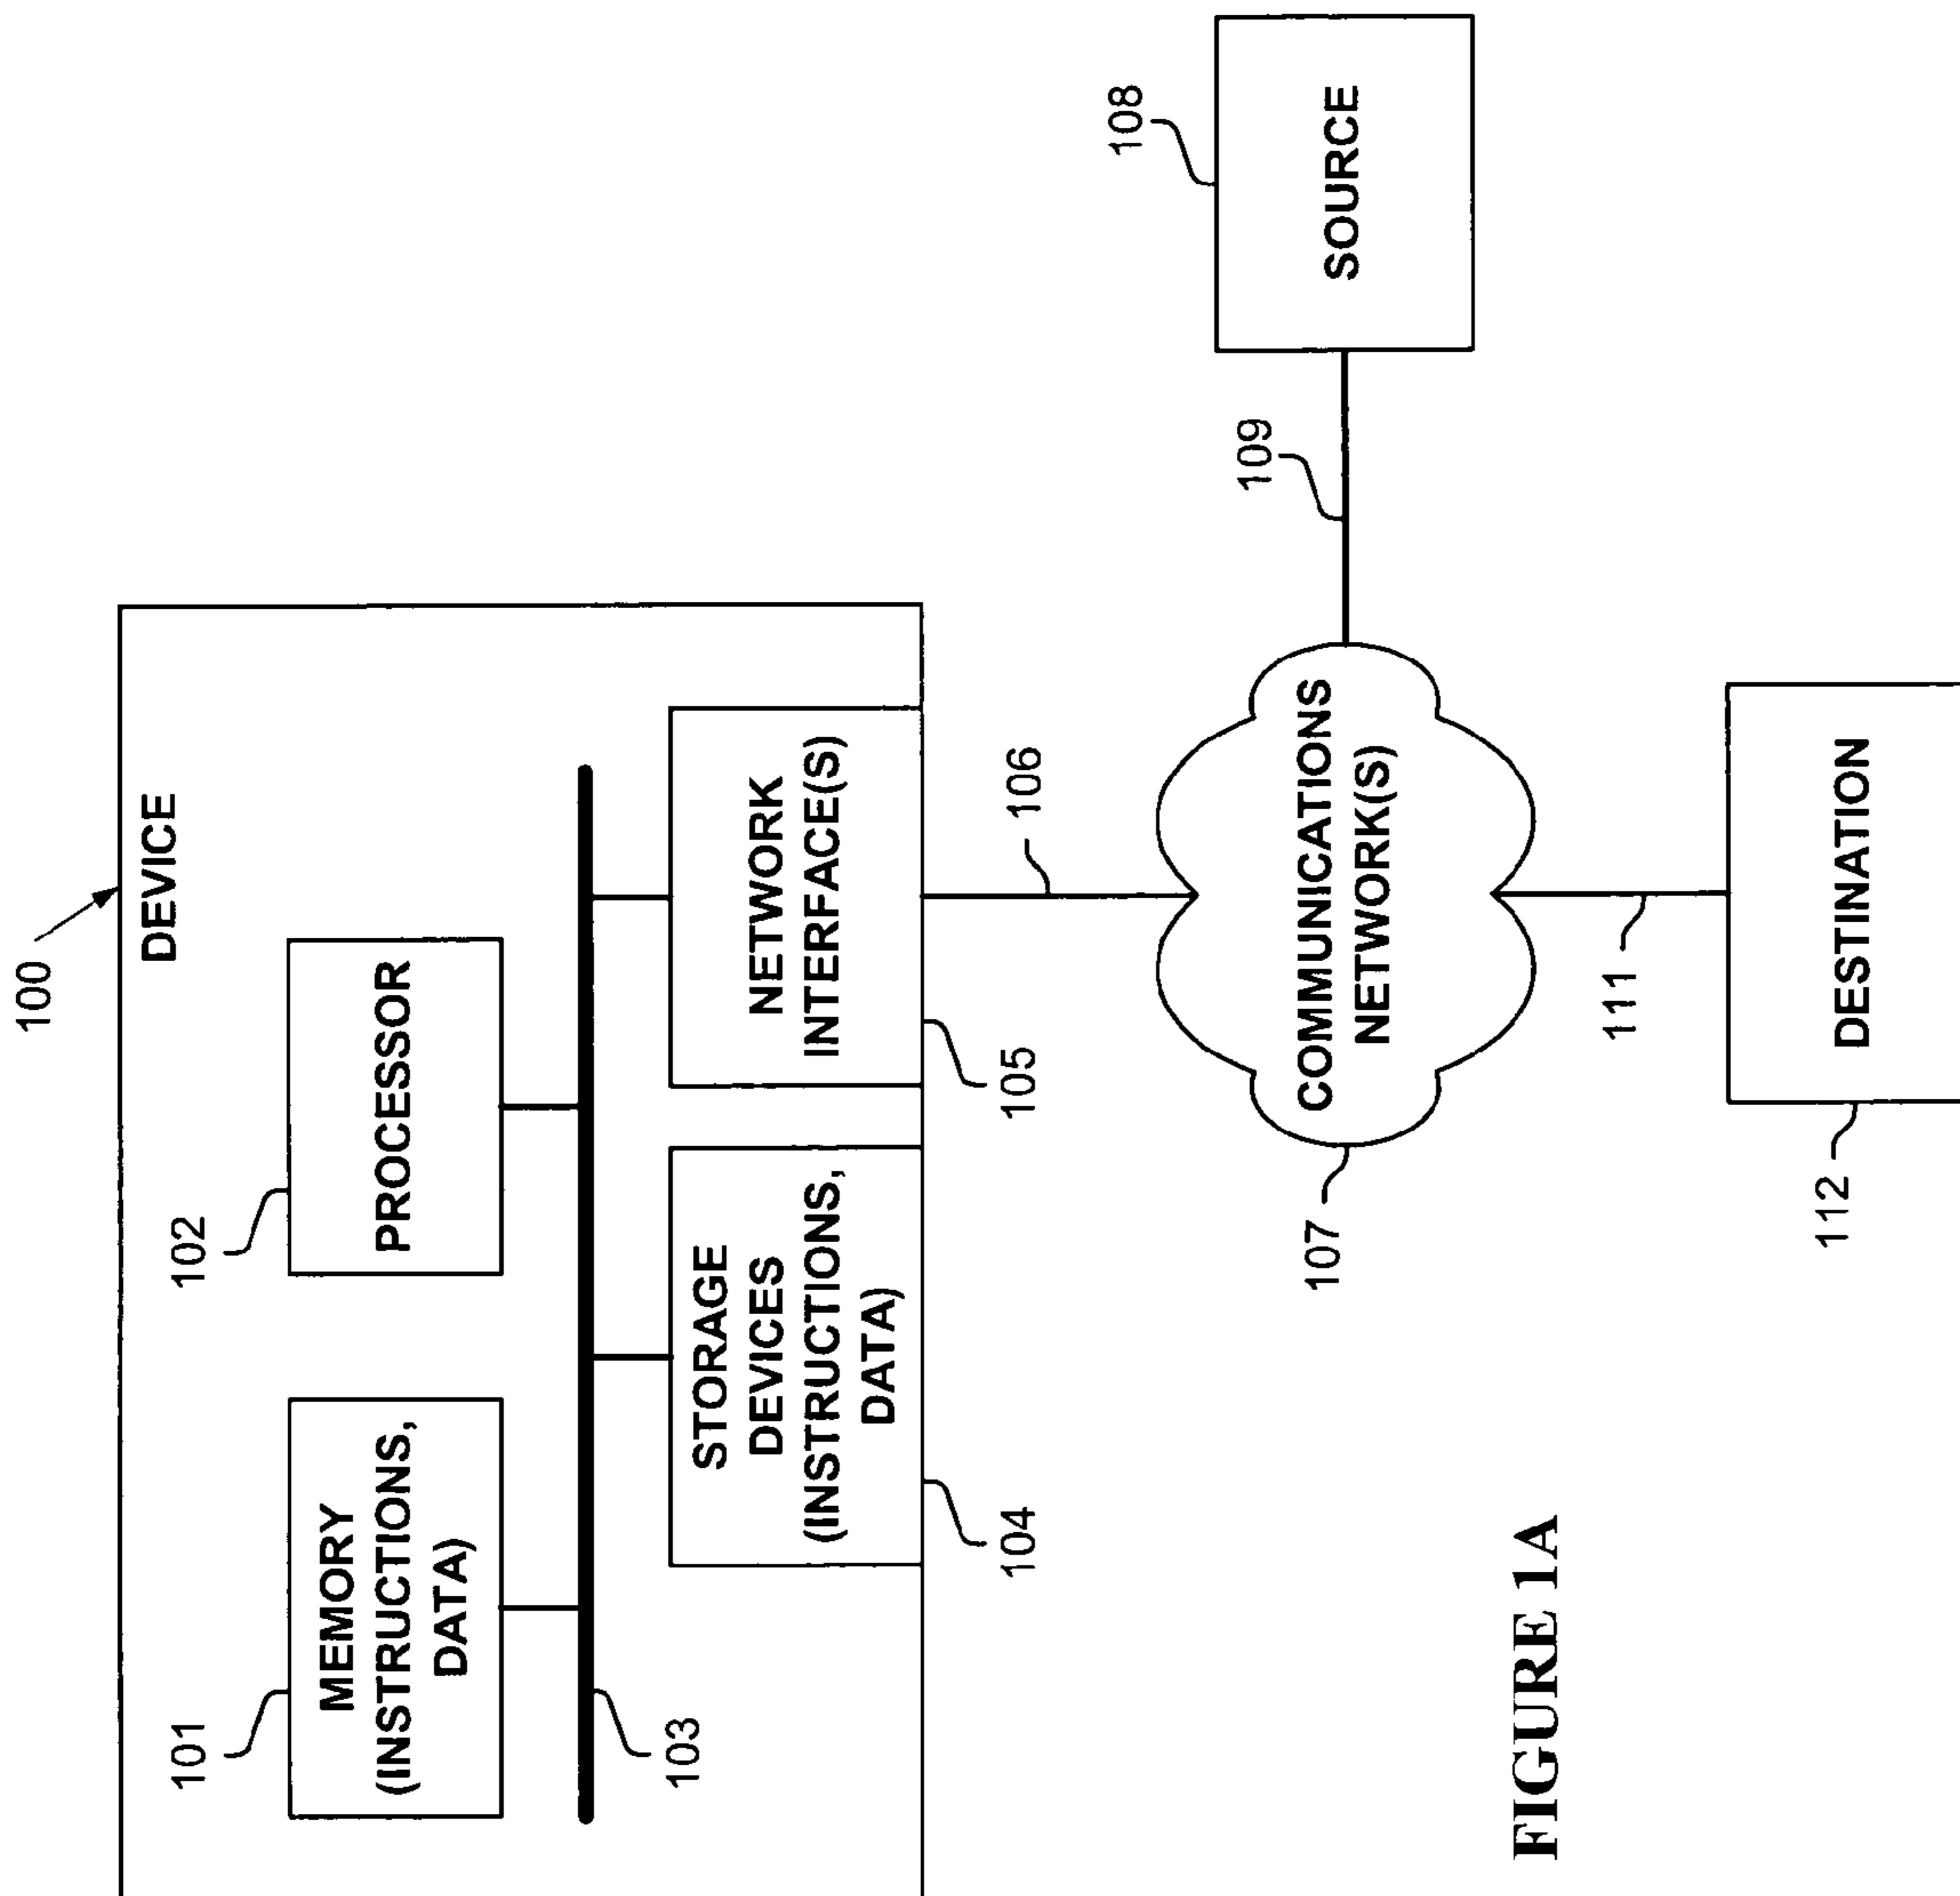 100
DEVICE
101
MEMORY
(INSTRUCTIONS,
DATA)
102
PROCESSOR
103
STORAGE
DEVICES
(INSTRUCTIONS,
DATA)
104
NETWORK
INTERFACE(S)
105
106
COMMUNICATIONS
NETWORK(S)
107
108
SOURCE
109
111
DESTINATION
112
FIGURE 1A